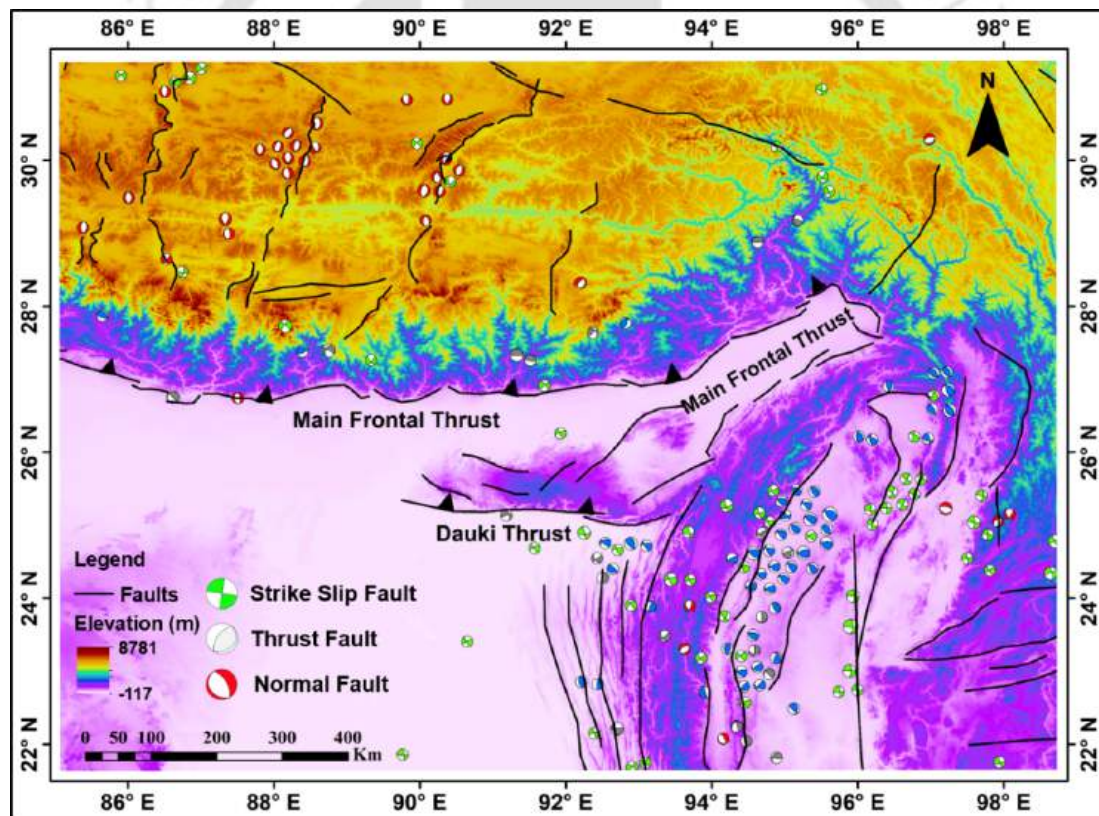 86° E 88° E 90° E 92° E 94° E 96° E 98° E
N
30° N 30° N
28° N 28° N
Main Frontal Thrust
Main Frontal Thrust
26° N 26° N
Dauki Thrust
Legend
Faults
Strike Slip Fault
24° N 24° N
Elevation (m)
8781
-117
Thrust Fault
Normal Fault
0 50 100 200 300 400
Km
22° N 22° N
86° E 88° E 90° E 92° E 94° E 96° E 98° E